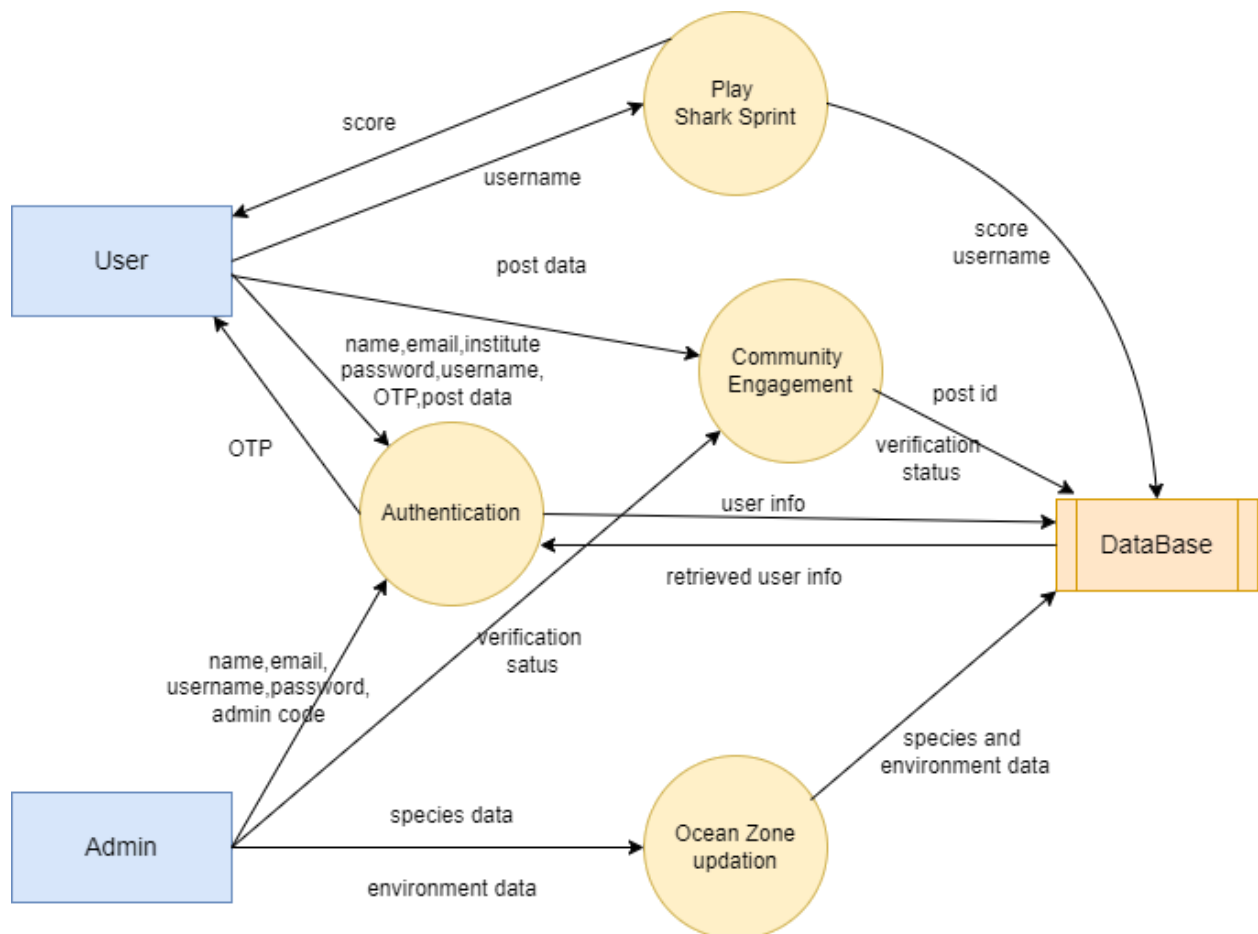 Play
Shark Sprint
score
username
User
score
username
post data
name,email,institute
password,username,
OTP,post data
Community
Engagement
post id
verification
status
OTP
Authentication
user info
DataBase
retrieved user info
verification
satus
name,email,
username,password,
admin code
species and
environment data
species data
Admin
Ocean Zone
updation
environment data